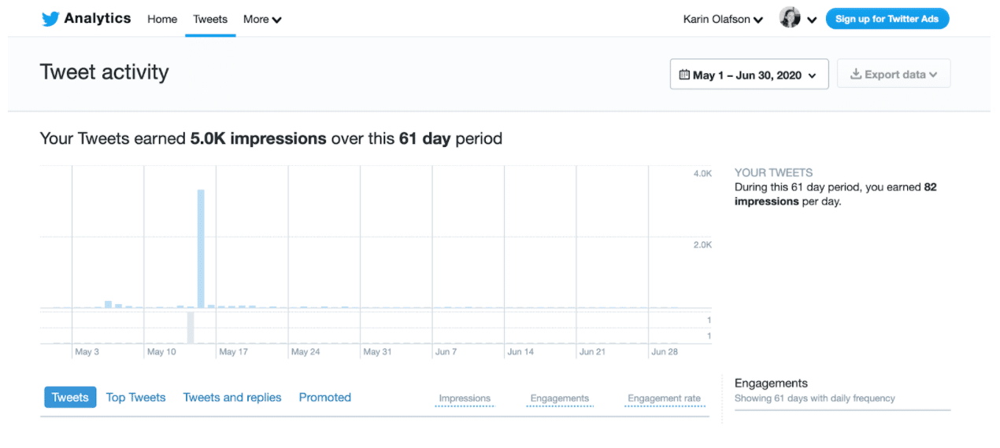 Analytics Home Tweets More Karin Olafson Sign up for Twitter Ads
Tweet activity May 1 – Jun 30, 2020 Export data
Your Tweets earned 5.0K impressions over this 61 day period
4.0K
2.0K
1
1
May 3 May 10 May 17 May 24 May 31 Jun 7 Jun 14 Jun 21 Jun 28
YOUR TWEETS
During this 61 day period, you earned 82
impressions per day.
Tweets Top Tweets Tweets and replies Promoted Impressions Engagements Engagement rate
Engagements
Showing 61 days with daily frequency